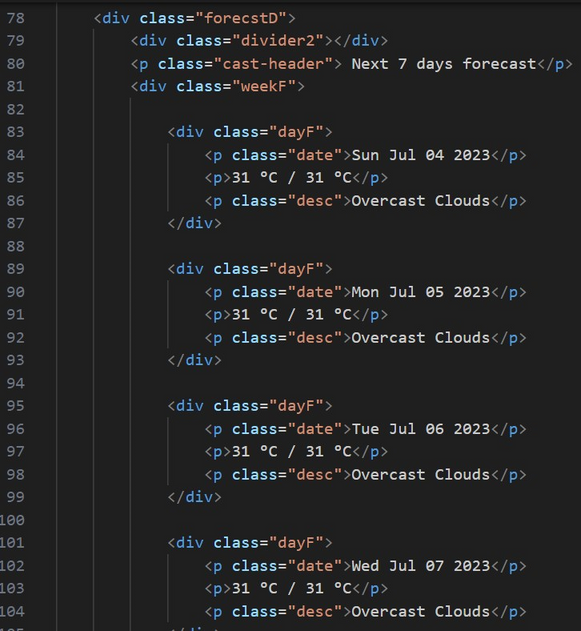 78 <div class="forecstD">
79 <div class="divider2"></div>
80 <p class="cast-header"> Next 7 days forecast</p>
81 <div class="weekF">
82
83 <div class="dayF">
84 <p class="date">Sun Jul 04 2023</p>
85 <p>31 °C / 31 °C</p>
86 <p class="desc">Overcast Clouds</p>
87 </div>
88
89 <div class="dayF">
90 <p class="date">Mon Jul 05 2023</p>
91 <p>31 °C / 31 °C</p>
92 <p class="desc">Overcast Clouds</p>
93 </div>
94
95 <div class="dayF">
96 <p class="date">Tue Jul 06 2023</p>
97 <p>31 °C / 31 °C</p>
98 <p class="desc">Overcast Clouds</p>
99 </div>
100
101 <div class="dayF">
102 <p class="date">Wed Jul 07 2023</p>
103 <p>31 °C / 31 °C</p>
104 <p class="desc">Overcast Clouds</p>